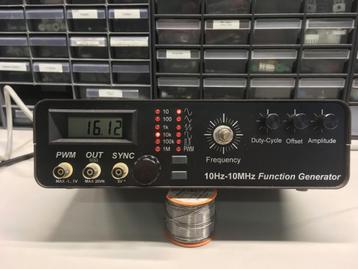 16.12
10
100
1k
10k
100k
1M
PWM
Duty-Cycle Offset Amplitude
Frequency
PWM OUT SYNC
10Hz-10MHz Function Generator